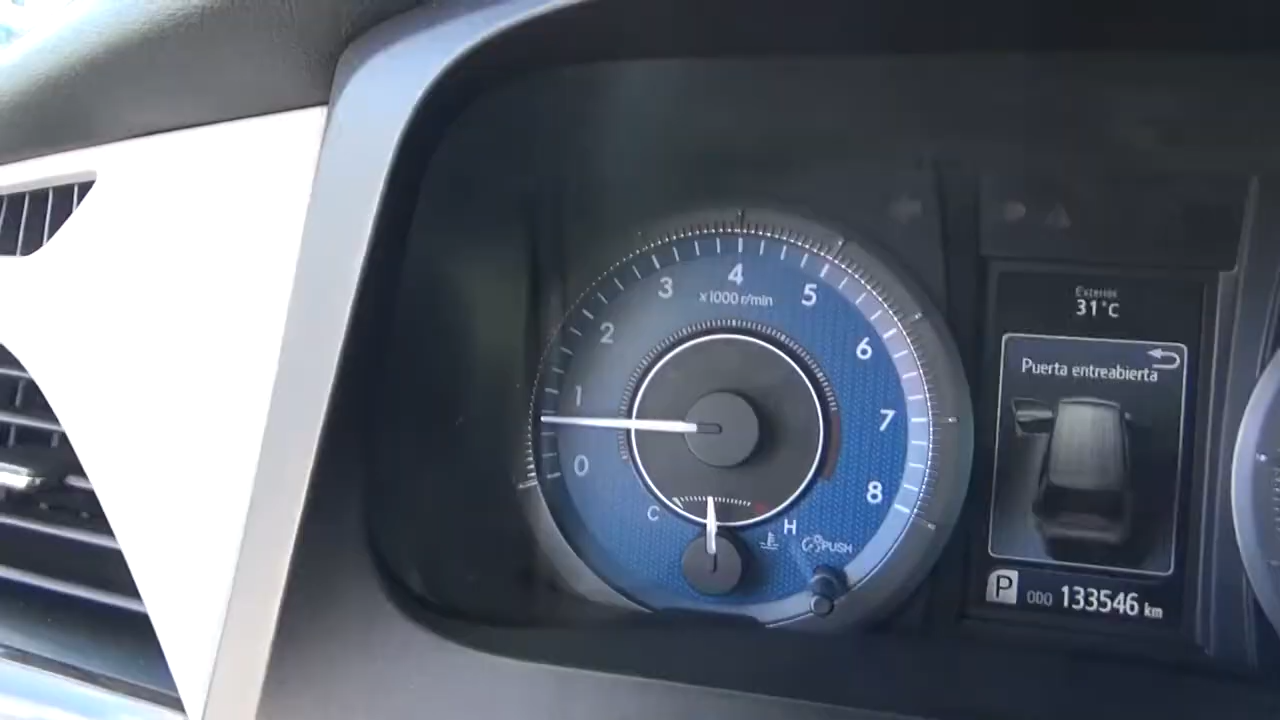 0
1
2
3
4
5
6
7
8
x1000 r/min
C
H
PUSH
Exterior
31°C
Puerta entreabierta
P
000 133546 km